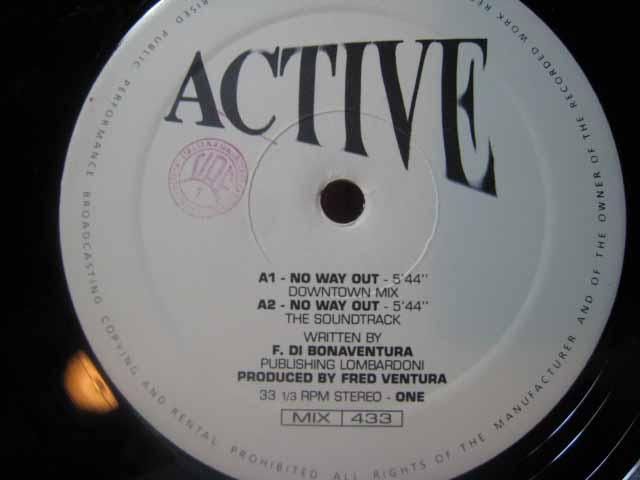 ACTIVE
A1 - NO WAY OUT - 5'44"
DOWNTOWN MIX
A2 - NO WAY OUT - 5'44"
THE SOUNDTRACK
WRITTEN BY
F. DI BONAVENTURA
PUBLISHING LOMBARDONI
PRODUCED BY FRED VENTURA
33 1/3 RPM STEREO - ONE
MIX 433
PUBLIC PERFORMANCE BROADCASTING COPYING AND RENTAL PROHIBITED ALL RIGHTS OF THE MANUFACTURER AND OF THE OWNER OF THE RECORDED WORK